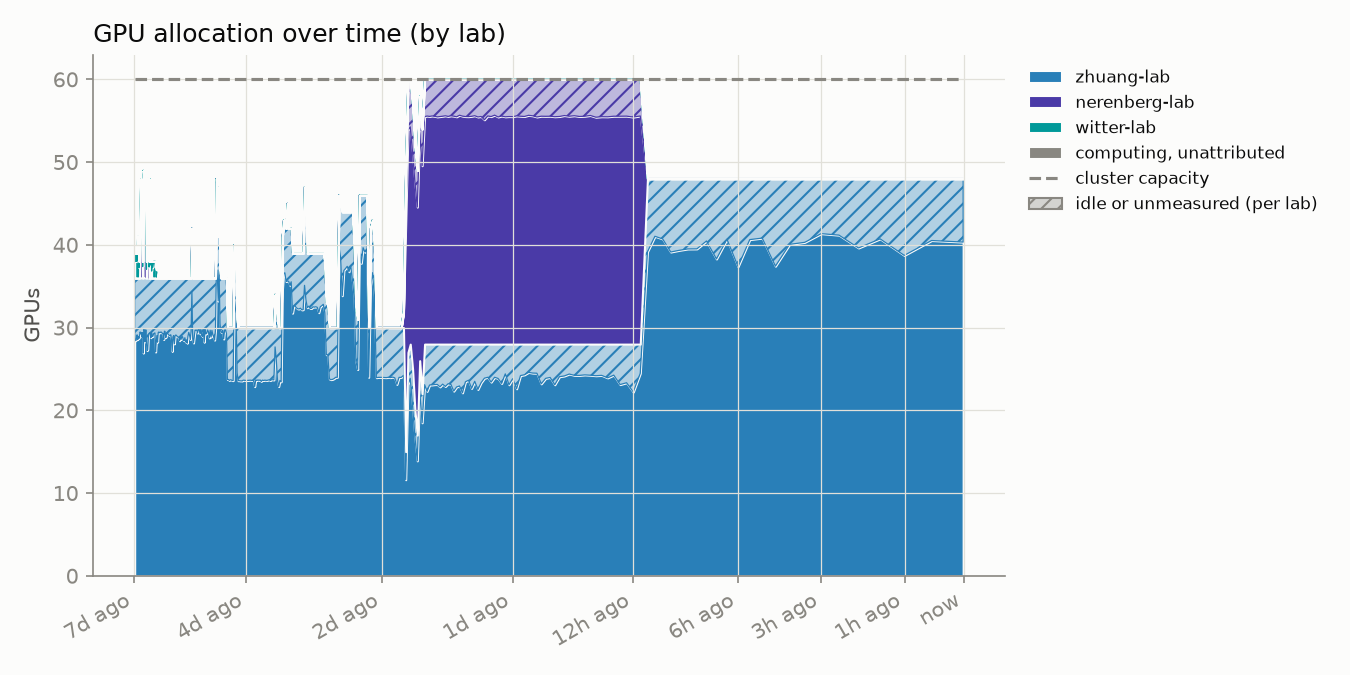 GPU allocation over time (by lab)
60
50
40
30
20
10
0
GPUs
7d ago
4d ago
2d ago
1d ago
12h ago
6h ago
3h ago
1h ago
now
zhuang-lab
nerenberg-lab
witter-lab
computing, unattributed
cluster capacity
idle or unmeasured (per lab)